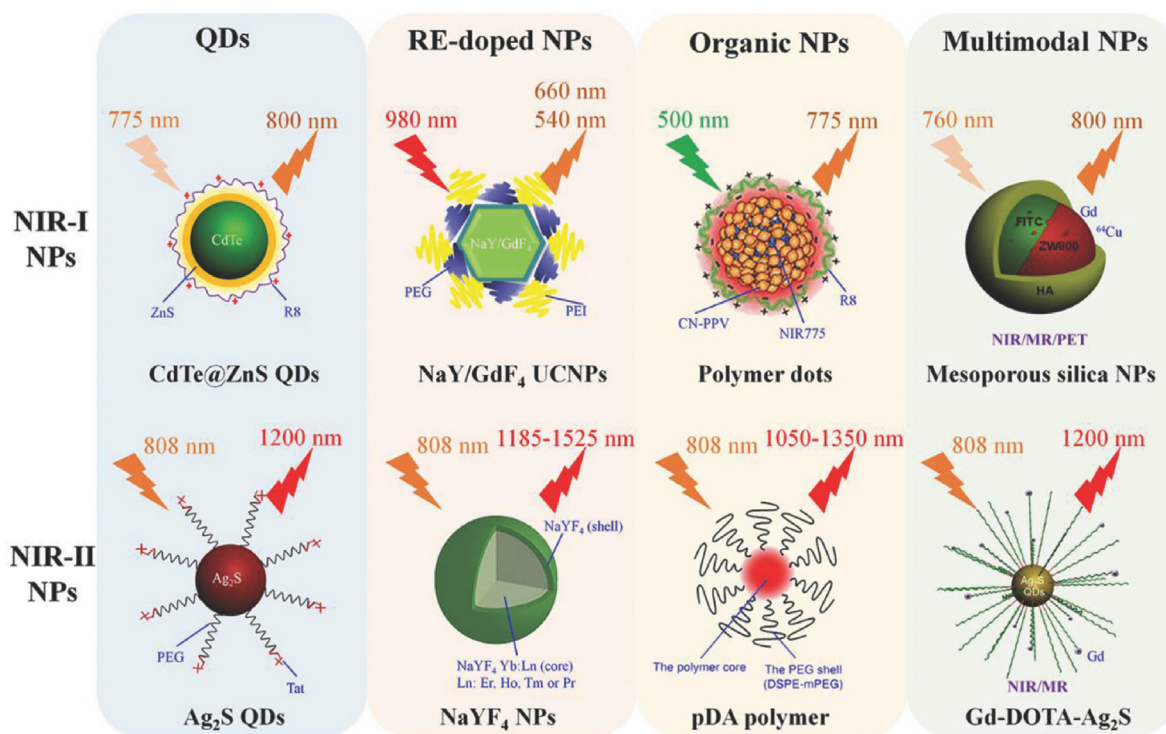 QDs
RE-doped NPs
Organic NPs
Multimodal NPs
NIR-I
NPs
775 nm
800 nm
CdTe
ZnS
R8
CdTe@ZnS QDs
980 nm
660 nm
540 nm
NaY/GdF₄
PEG
PEI
NaY/GdF₄ UCNPs
500 nm
775 nm
CN-PPV
NIR775
R8
Polymer dots
760 nm
800 nm
Gd
⁶⁴Cu
FITC
ZW800
HA
NIR/MR/PET
Mesoporous silica NPs
NIR-II
NPs
808 nm
1200 nm
Ag₂S
PEG
Tat
Ag₂S QDs
808 nm
1185-1525 nm
NaYF₄ (shell)
NaYF₄ Yb:Ln (core)
Ln: Er, Ho, Tm or Pr
NaYF₄ NPs
808 nm
1050-1350 nm
The polymer core
The PEG shell
(DSPE-mPEG)
pDA polymer
808 nm
1200 nm
Ag₂S
QDs
Gd
NIR/MR
Gd-DOTA-Ag₂S